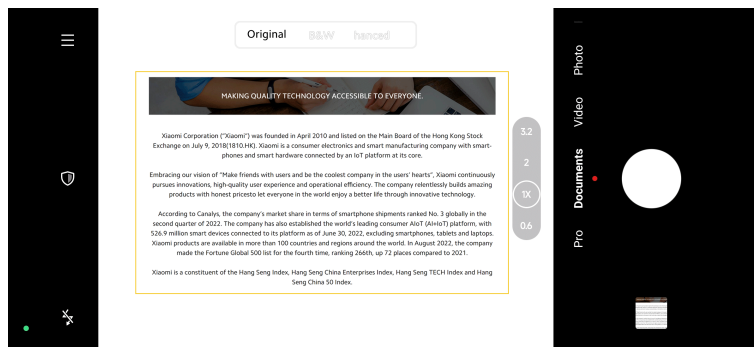 Original B&W hanced
MAKING QUALITY TECHNOLOGY ACCESSIBLE TO EVERYONE.
Xiaomi Corporation ("Xiaomi") was founded in April 2010 and listed on the Main Board of the Hong Kong Stock
Exchange on July 9, 2018(1810.HK). Xiaomi is a consumer electronics and smart manufacturing company with smart-
phones and smart hardware connected by an IoT platform at its core.
Embracing our vision of "Make friends with users and be the coolest company in the users' hearts", Xiaomi continuously
pursues innovations, high-quality user experience and operational efficiency. The company relentlessly builds amazing
products with honest pricesto let everyone in the world enjoy a better life through innovative technology.
According to Canalys, the company's market share in terms of smartphone shipments ranked No. 3 globally in the
second quarter of 2022. The company has also established the world's leading consumer AIoT (AI+IoT) platform, with
526.9 million smart devices connected to its platform as of June 30, 2022, excluding smartphones, tablets and laptops.
Xiaomi products are available in more than 100 countries and regions around the world. In August 2022, the company
made the Fortune Global 500 list for the fourth time, ranking 266th, up 72 places compared to 2021.
Xiaomi is a constituent of the Hang Seng Index, Hang Seng China Enterprises Index, Hang Seng TECH Index and Hang
Seng China 50 Index.
3.2
2
1X
0.6
Photo
Video
Documents
Pro